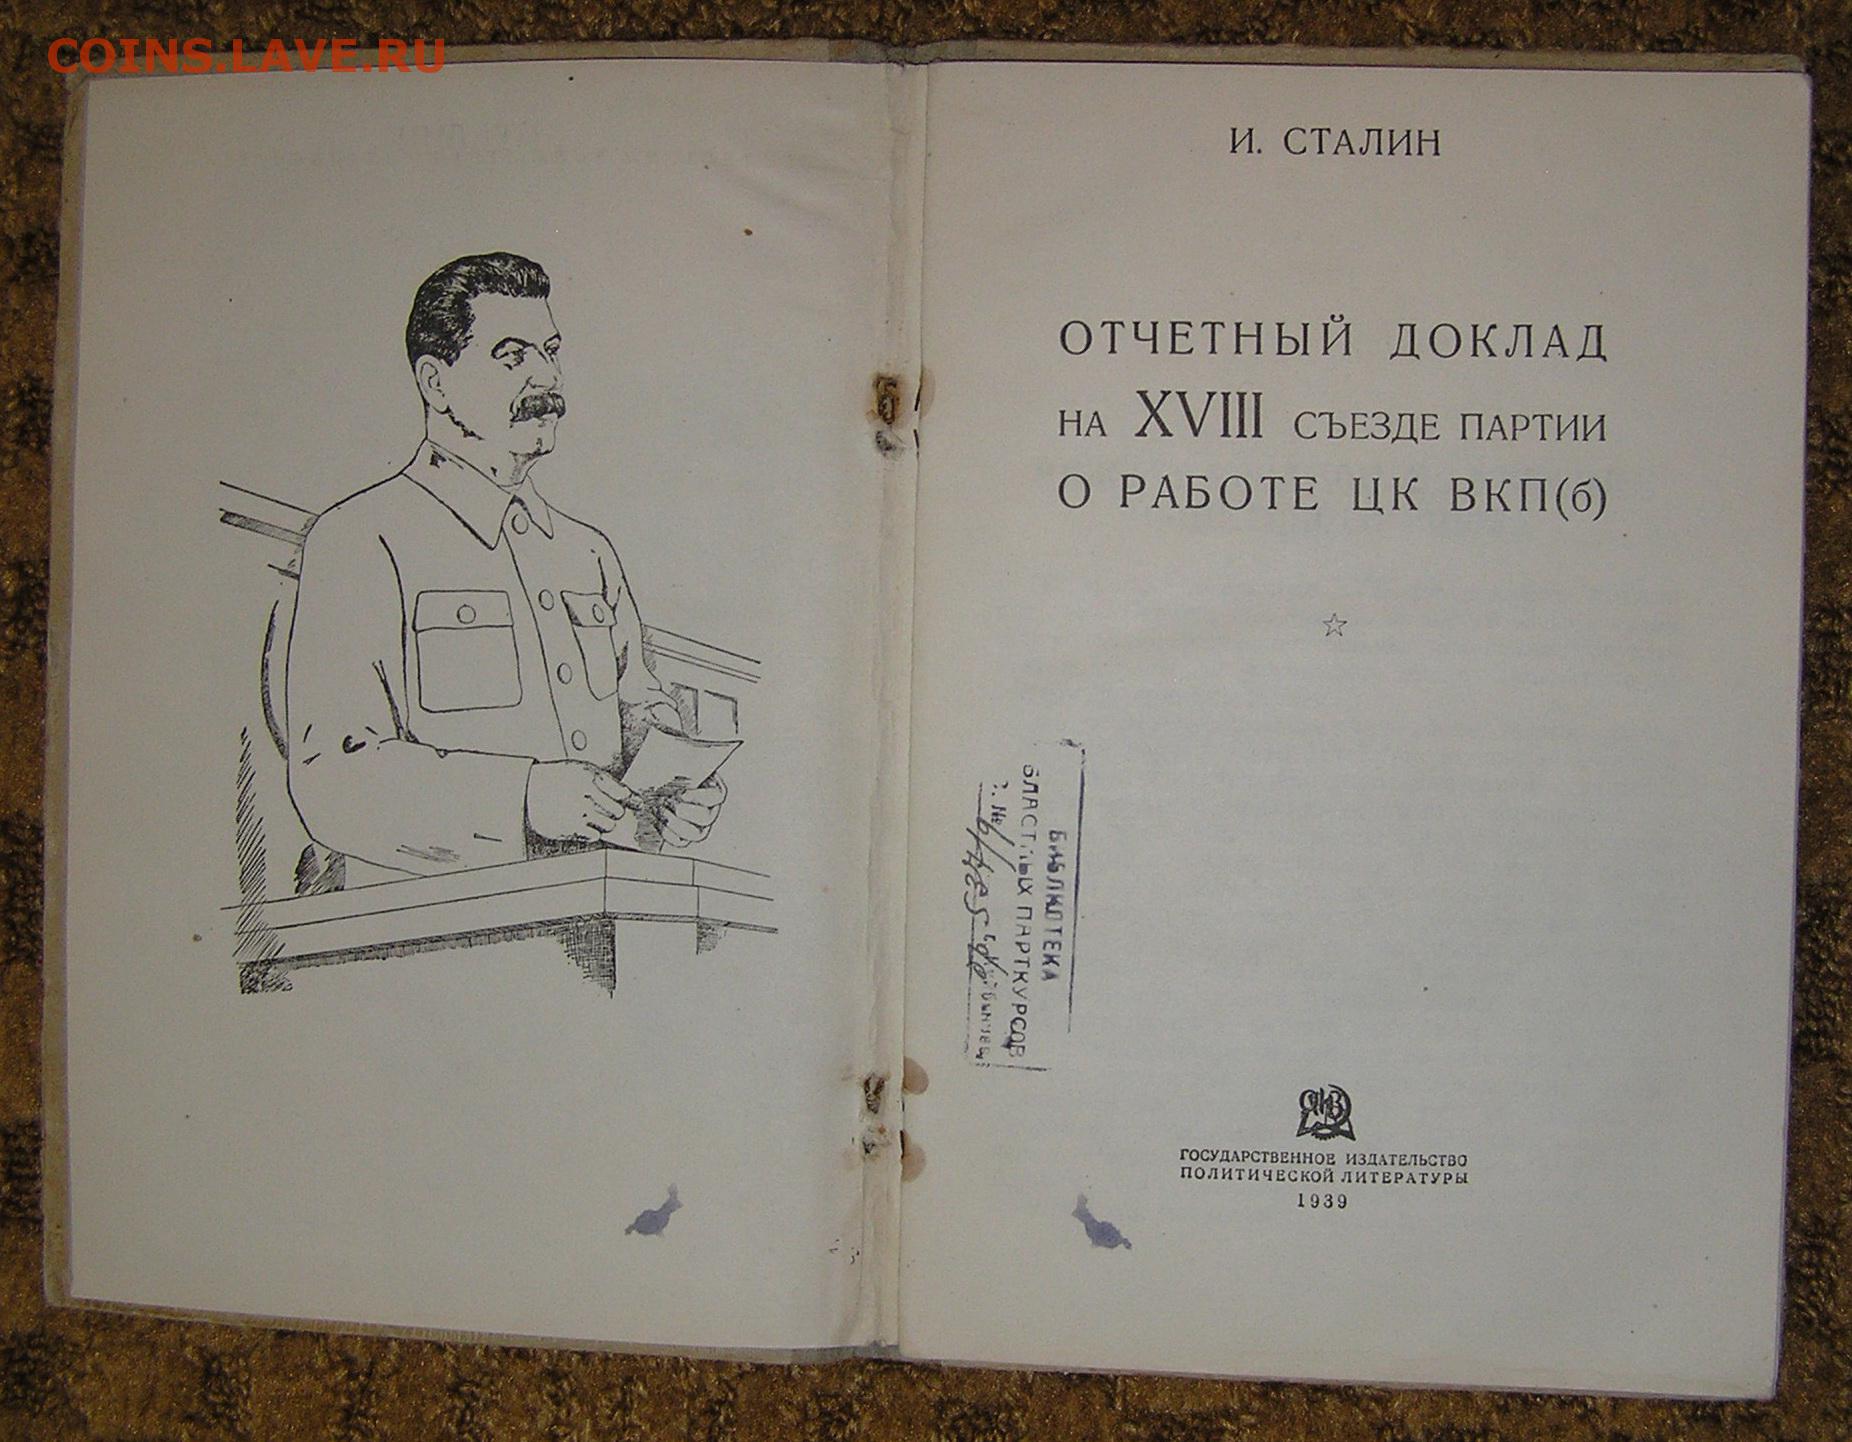 COINS.LAVE.RU
И. СТАЛИН
ОТЧЕТНЫЙ ДОКЛАД
НА XVIII СЪЕЗДЕ ПАРТИИ
О РАБОТЕ ЦК ВКП(б)
БИБЛИОТЕКА
ПАРТКУРСОВ
№
ГОСУДАРСТВЕННОЕ ИЗДАТЕЛЬСТВО
ПОЛИТИЧЕСКОЙ ЛИТЕРАТУРЫ
1939